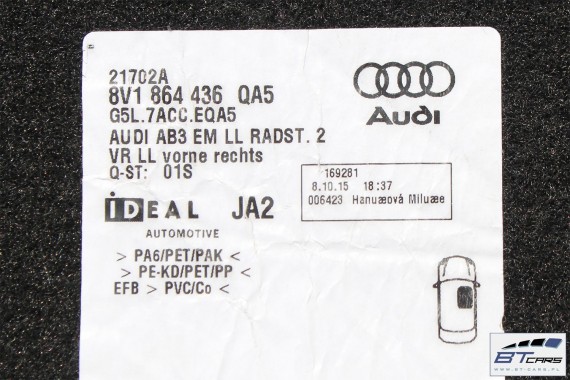 21702A
8V1 864 436 QA5
G5L.7ACC.EQA5
AUDI AB3 EM LL RADST. 2
VR LL vorne rechts
Q-ST: 01S
Audi
169281
8.10.15 18:37
006423 Hanuæová Miluæe
iDEAL JA2
AUTOMOTIVE
> PA6/PET/PAK <
> PE-KD/PET/PP <
EFB > PVC/Co <
BT CARS
WWW.BT-CARS.PL